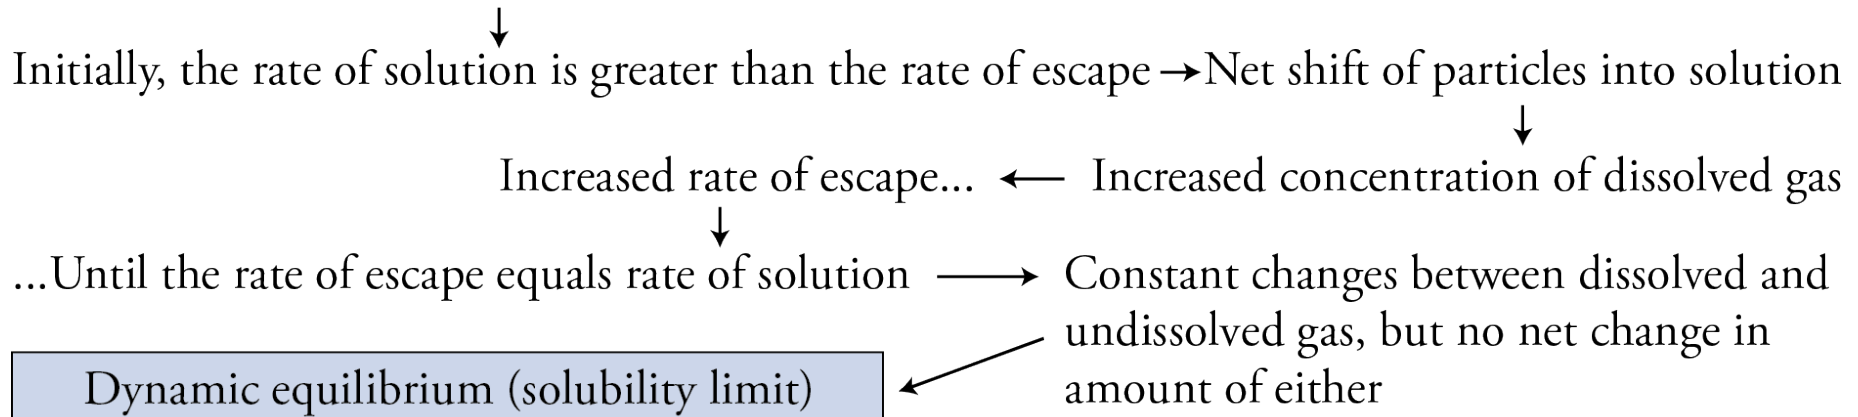 Initially, the rate of solution is greater than the rate of escape → Net shift of particles into solution
Increased rate of escape... ← Increased concentration of dissolved gas
...Until the rate of escape equals rate of solution → Constant changes between dissolved and
undissolved gas, but no net change in
amount of either
Dynamic equilibrium (solubility limit)